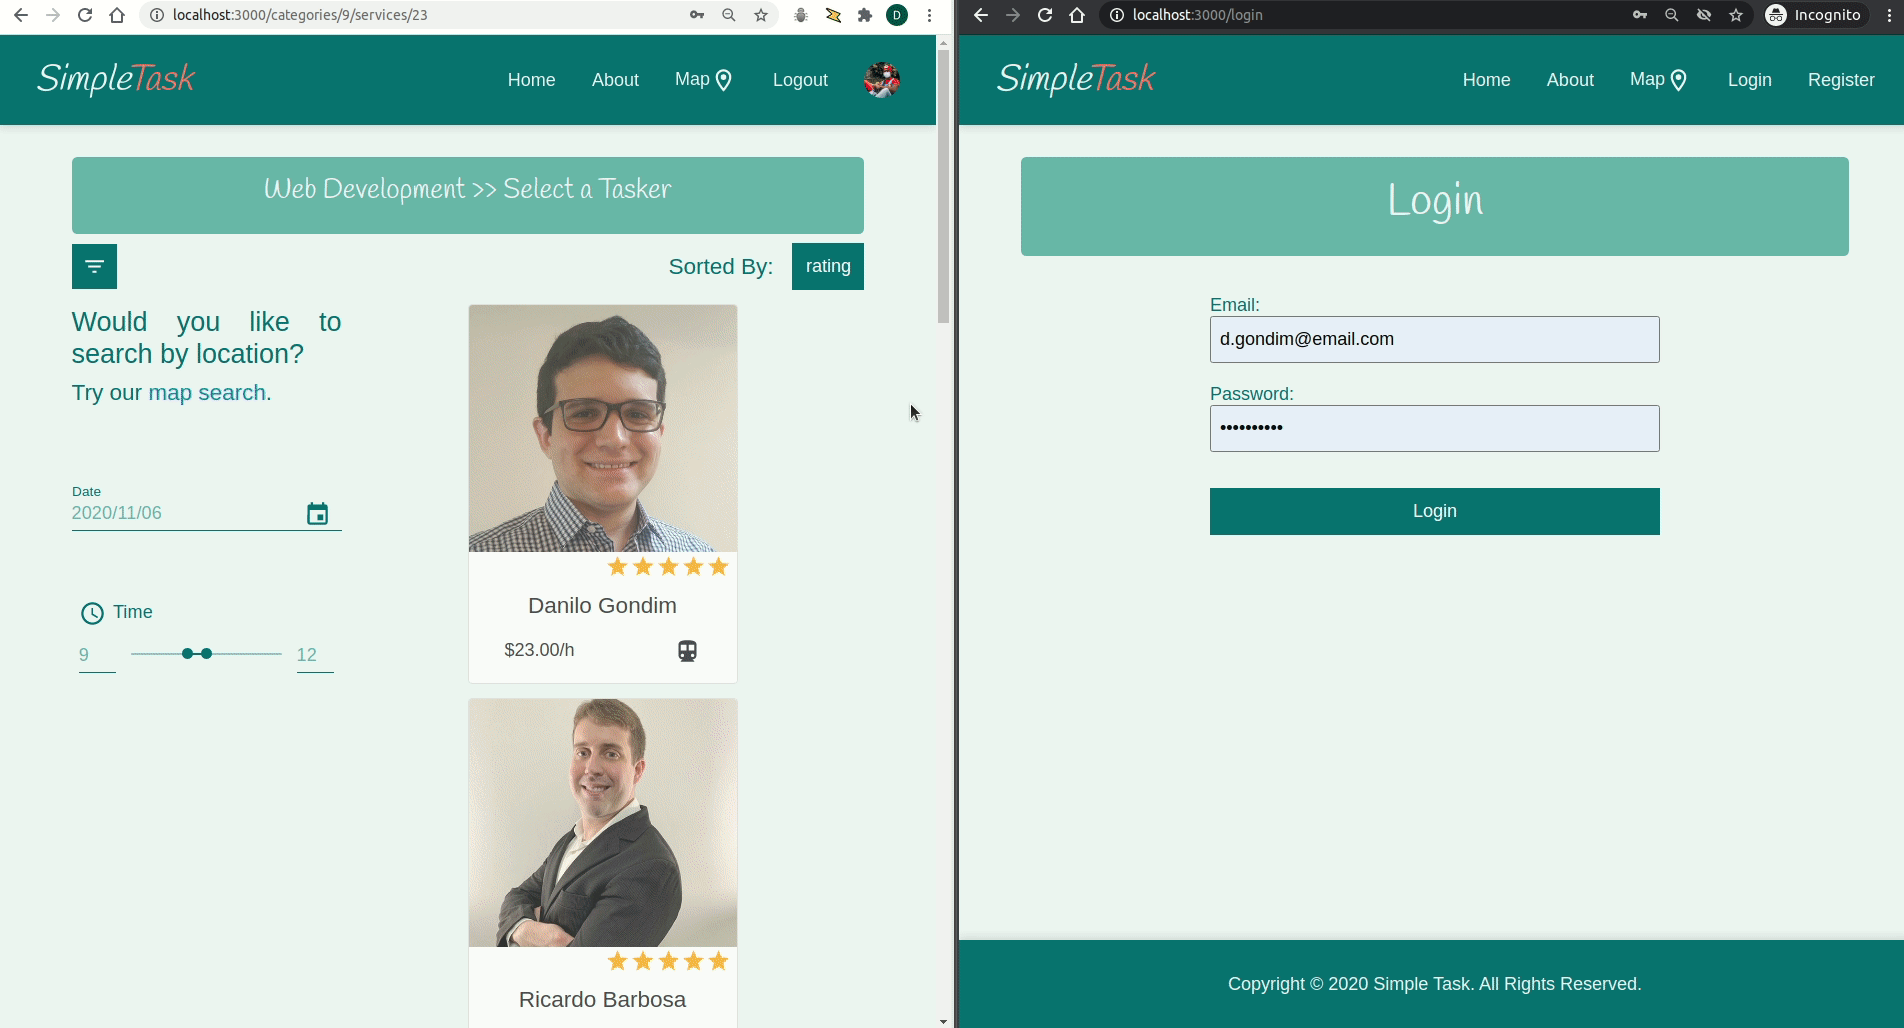 localhost:3000/categories/9/services/23
D
SimpleTask
Home
About
Map
Logout
Web Development >> Select a Tasker
Sorted By:
rating
Would you like to
search by location?
Try our map search.
Date
2020/11/06
Time
9
12
Danilo Gondim
$23.00/h
Ricardo Barbosa
localhost:3000/login
Incognito
SimpleTask
Home
About
Map
Login
Register
Login
Email:
d.gondim@email.com
Password:
••••••••••
Login
Copyright © 2020 Simple Task. All Rights Reserved.